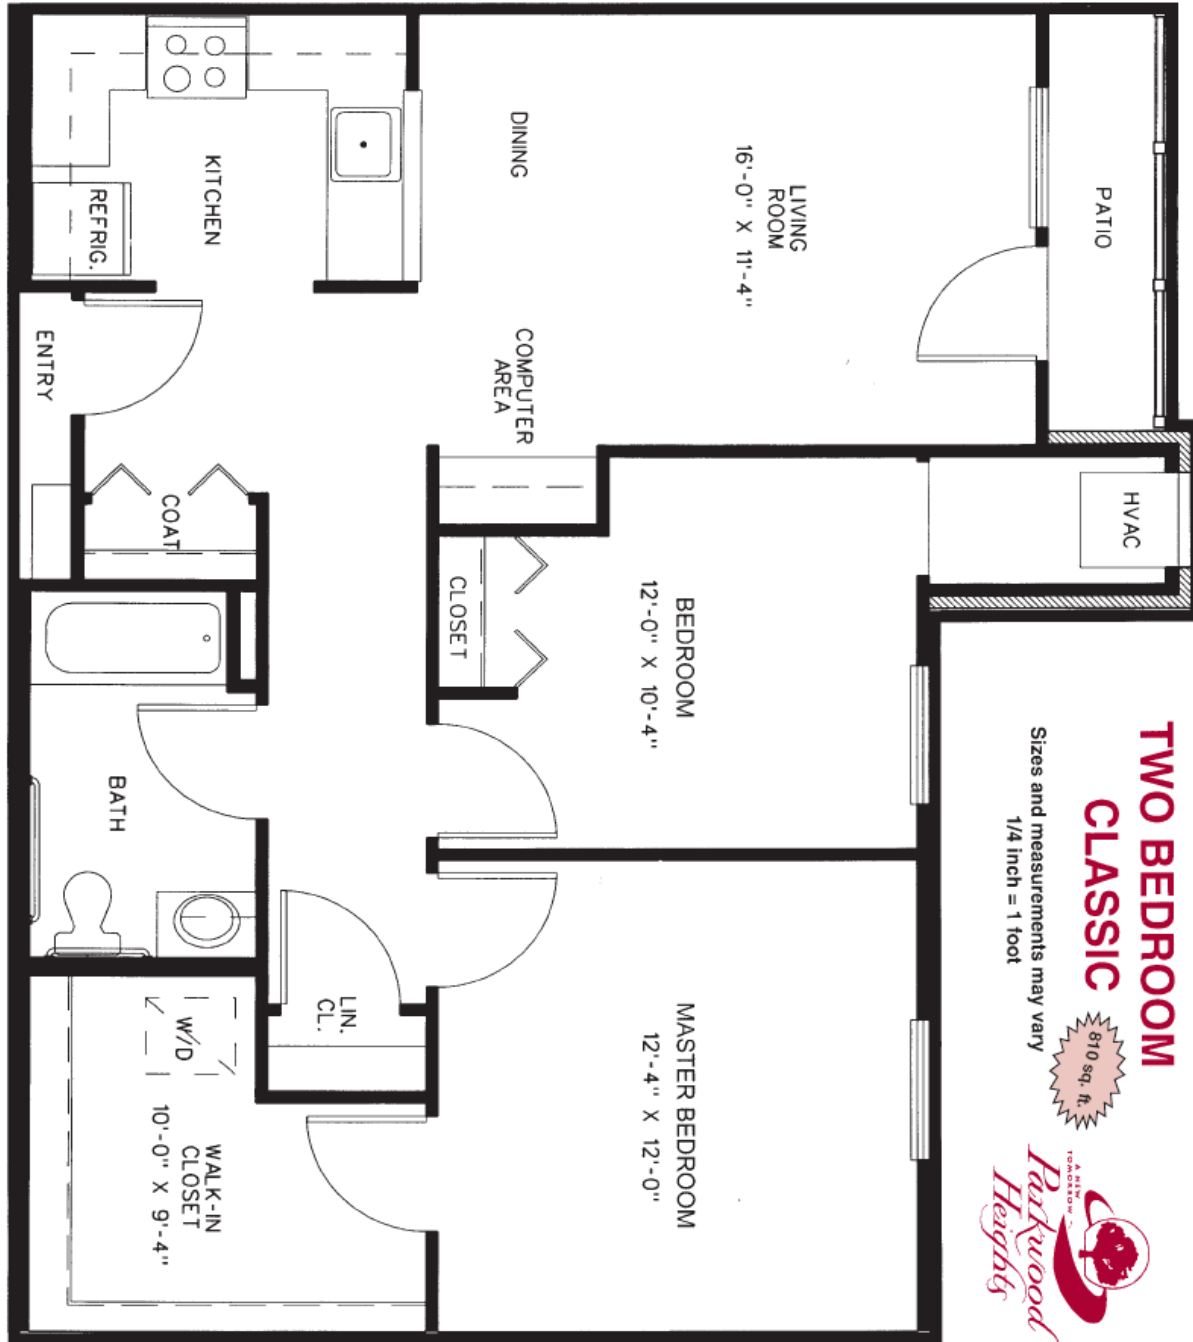 TWO BEDROOM
CLASSIC
810 sq. ft.
Sizes and measurements may vary
1/4 inch = 1 foot
A NEW
TOMORROW
Parkwood
Heights
PATIO
HVAC
LIVING
ROOM
16'-0" X 11'-4"
BEDROOM
12'-0" X 10'-4"
MASTER BEDROOM
12'-4" X 12'-0"
DINING
COMPUTER
AREA
CLOSET
KITCHEN
REFRIG.
ENTRY
COAT
BATH
LIN.
CL.
W/D
WALK-IN
CLOSET
10'-0" X 9'-4"